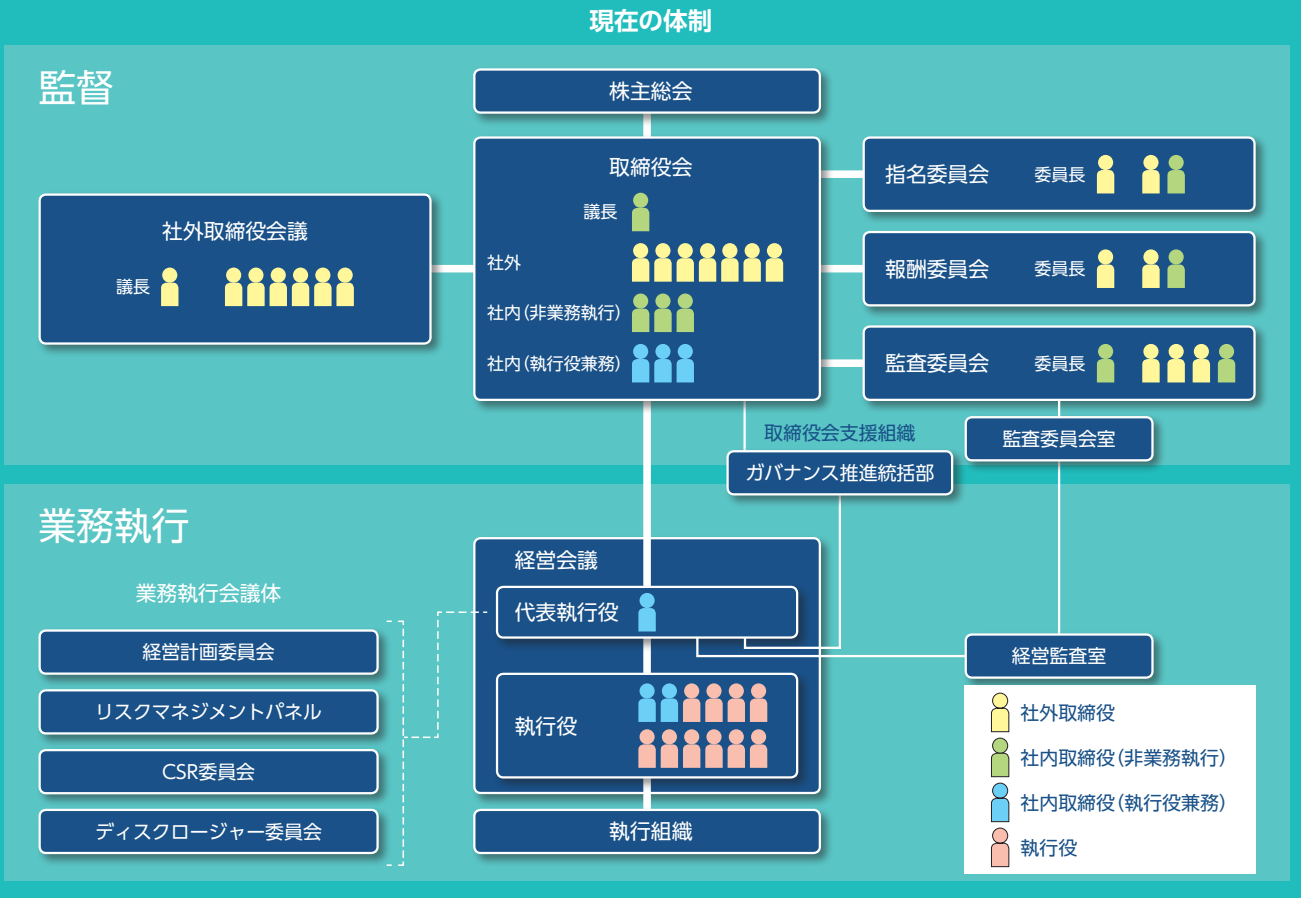 現在の体制
監督
株主総会
取締役会
議長
社外
社内(非業務執行)
社内(執行役兼務)
社外取締役会議
議長
指名委員会 委員長
報酬委員会 委員長
監査委員会 委員長
取締役会支援組織
監査委員会室
ガバナンス推進統括部
業務執行
経営会議
代表執行役
執行役
業務執行会議体
経営計画委員会
リスクマネジメントパネル
CSR委員会
ディスクロージャー委員会
執行組織
経営監査室
社外取締役
社内取締役(非業務執行)
社内取締役(執行役兼務)
執行役